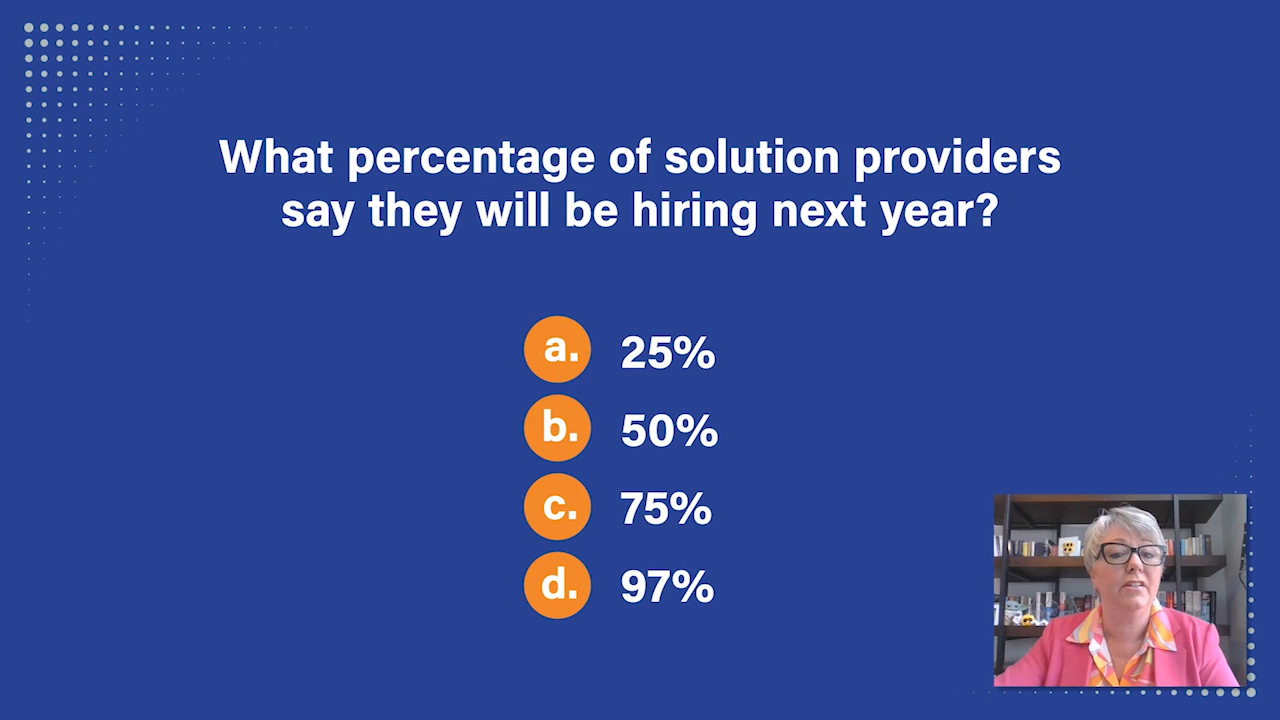 What percentage of solution providers
say they will be hiring next year?
a. 25%
b. 50%
c. 75%
d. 97%